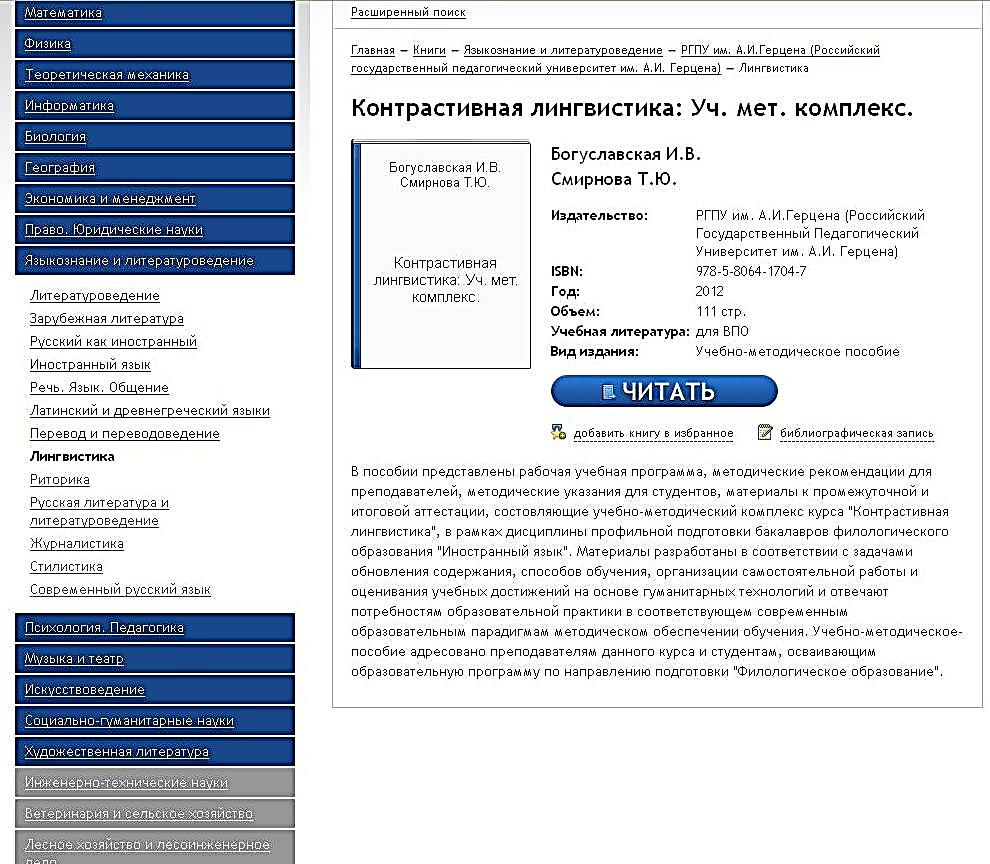 Математика
Физика
Теоретическая механика
Информатика
Биология
География
Экономика и менеджмент
Право. Юридические науки
Языкознание и литературоведение
Литературоведение
Зарубежная литература
Русский как иностранный
Иностранный язык
Речь. Язык. Общение
Латинский и древнегреческий языки
Перевод и переводоведение
Лингвистика
Риторика
Русская литература и
литературоведение
Журналистика
Стилистика
Современный русский язык
Психология. Педагогика
Музыка и театр
Искусствоведение
Социально-гуманитарные науки
Художественная литература
Инженерно-технические науки
Ветеринария и сельское хозяйство
Лесное хозяйство и лесоинженерное
дело
Расширенный поиск
Главная — Книги — Языкознание и литературоведение — РГПУ им. А.И.Герцена (Российский
государственный педагогический университет им. А.И. Герцена) — Лингвистика
Контрастивная лингвистика: Уч. мет. комплекс.
Богуславская И.В.
Смирнова Т.Ю.
Контрастивная
лингвистика: Уч. мет.
комплекс.
Богуславская И.В.
Смирнова Т.Ю.
Издательство: РГПУ им. А.И.Герцена (Российский
Государственный Педагогический
Университет им. А.И. Герцена)
ISBN: 978-5-8064-1704-7
Год: 2012
Объем: 111 стр.
Учебная литература: для ВПО
Вид издания: Учебно-методическое пособие
ЧИТАТЬ
добавить книгу в избранное библиографическая запись
В пособии представлены рабочая учебная программа, методические рекомендации для
преподавателей, методические указания для студентов, материалы к промежуточной и
итоговой аттестации, состовляющие учебно-методический комплекс курса "Контрастивная
лингвистика", в рамках дисциплины профильной подготовки бакалавров филологического
образования "Иностранный язык". Материалы разработаны в соответствии с задачами
обновления содержания, способов обучения, организации самостоятельной работы и
оценивания учебных достижений на основе гуманитарных технологий и отвечают
потребностям образовательной практики в соответствующем современным
образовательным парадигмам методическом обеспечении обучения. Учебно-методическое-
пособие адресовано преподавателям данного курса и студентам, осваивающим
образовательную программу по направлению подготовки "Филологическое образование".